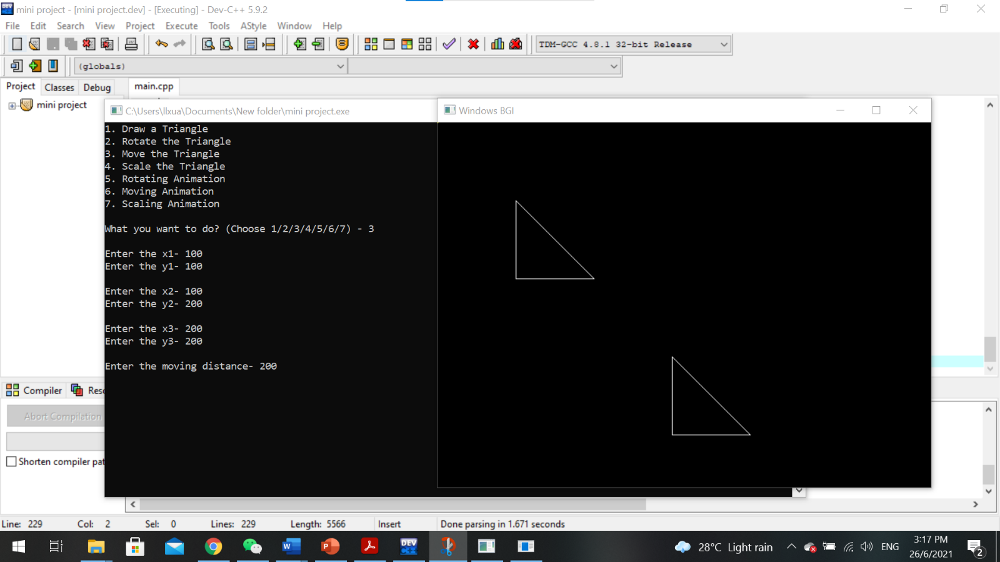 mini project - [mini project.dev] - [Executing] - Dev-C++ 5.9.2
File Edit Search View Project Execute Tools AStyle Window Help
TDM-GCC 4.8.1 32-bit Release
(globals)
Project Classes Debug main.cpp
mini project
C:\Users\llxua\Documents\New folder\mini project.exe
Windows BGI
1. Draw a Triangle
2. Rotate the Triangle
3. Move the Triangle
4. Scale the Triangle
5. Rotating Animation
6. Moving Animation
7. Scaling Animation
What you want to do? (Choose 1/2/3/4/5/6/7) - 3
Enter the x1- 100
Enter the y1- 100
Enter the x2- 100
Enter the y2- 200
Enter the x3- 200
Enter the y3- 200
Enter the moving distance- 200
Compiler Reso
Abort Compilation
Shorten compiler pat
Line: 229 Col: 2 Sel: 0 Lines: 229 Length: 5566 Insert Done parsing in 1.671 seconds
DEV C++
28°C Light rain ENG
3:17 PM
26/6/2021
2